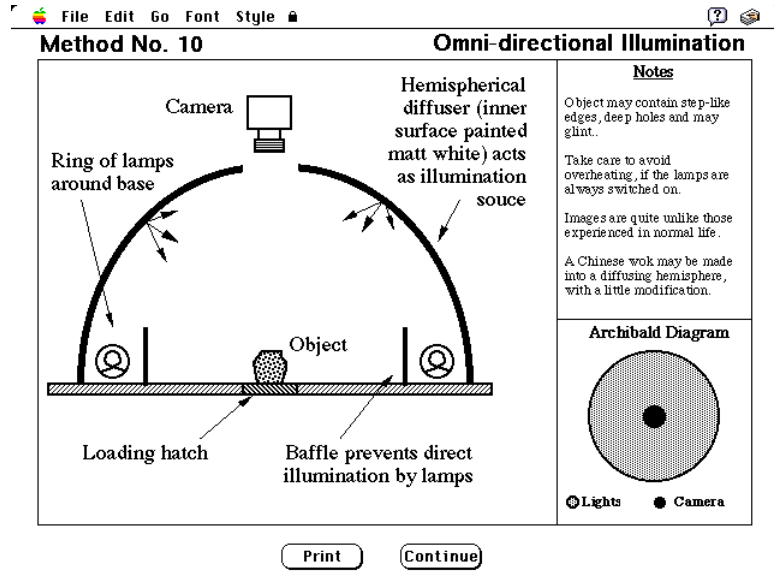 File Edit Go Font Style
Method No. 10
Omni-directional Illumination
Camera
Hemispherical
diffuser (inner
surface painted
matt white) acts
as illumination
souce
Ring of lamps
around base
Object
Loading hatch
Baffle prevents direct
illumination by lamps
Notes
Object may contain step-like
edges, deep holes and may
glint..
Take care to avoid
overheating, if the lamps are
always switched on.
Images are quite unlike those
experienced in normal life.
A Chinese wok may be made
into a diffusing hemisphere,
with a little modification.
Archibald Diagram
Lights Camera
Print Continue